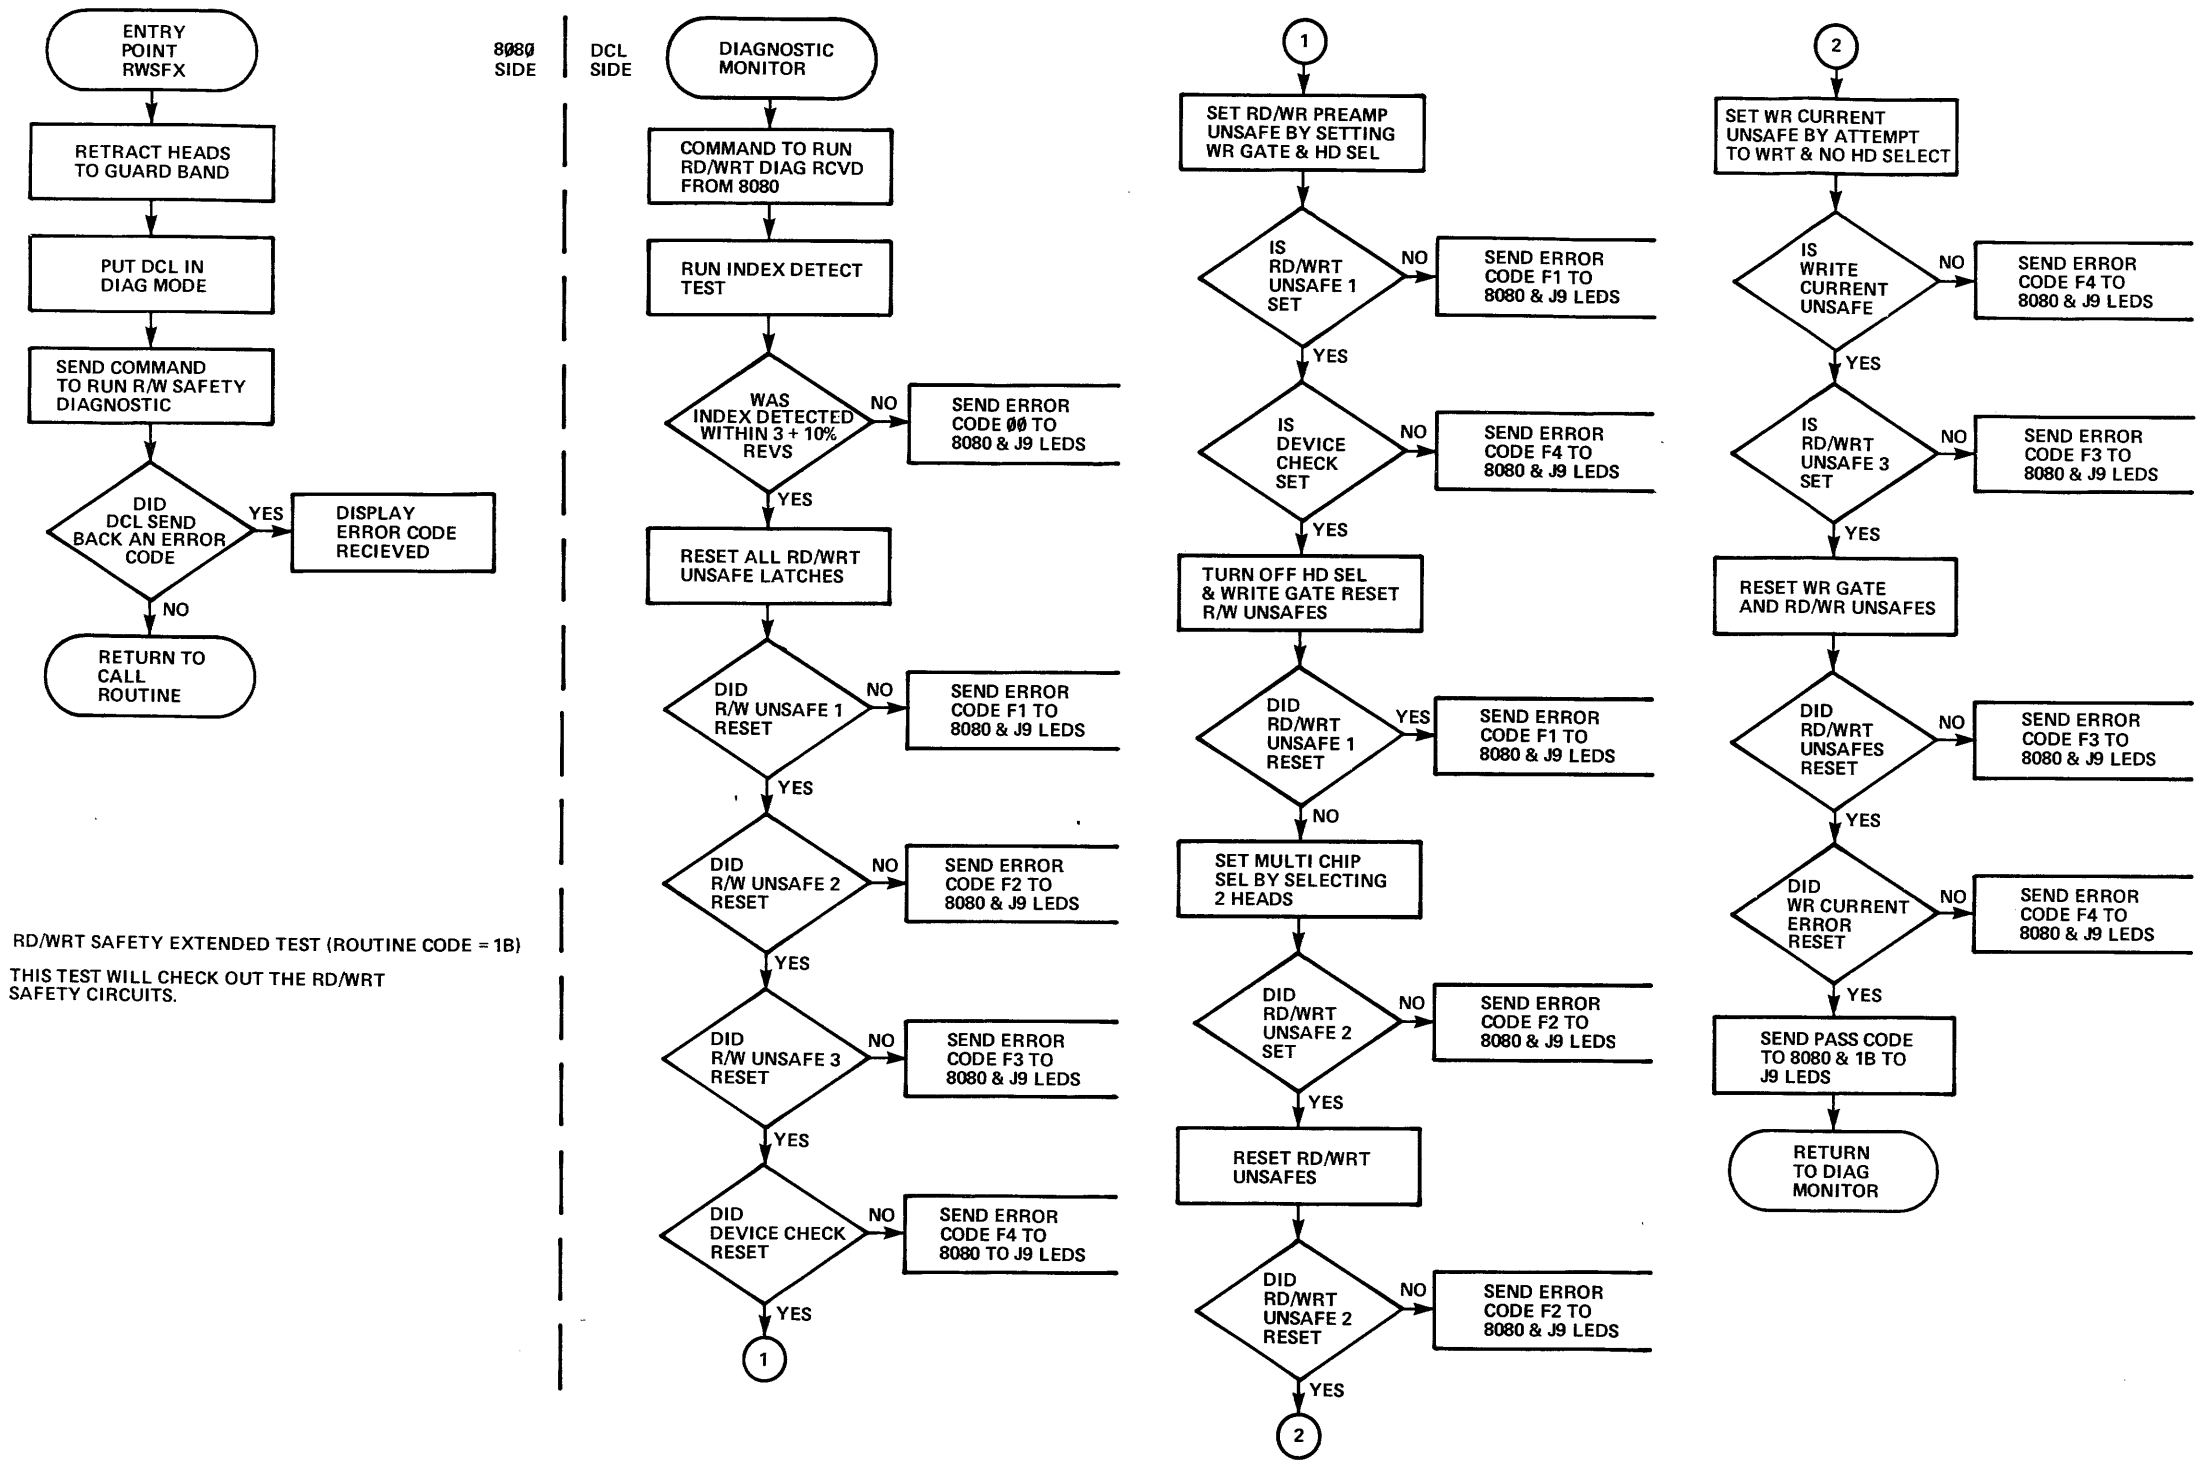 ENTRY
POINT
RWSFX
RETRACT HEADS
TO GUARD BAND
PUT DCL IN
DIAG MODE
SEND COMMAND
TO RUN R/W SAFETY
DIAGNOSTIC
DID
DCL SEND
BACK AN ERROR
CODE
YES
DISPLAY
ERROR CODE
RECIEVED
NO
RETURN TO
CALL
ROUTINE
RD/WRT SAFETY EXTENDED TEST (ROUTINE CODE = 1B)
THIS TEST WILL CHECK OUT THE RD/WRT
SAFETY CIRCUITS.
8080
SIDE
DCL
SIDE
DIAGNOSTIC
MONITOR
COMMAND TO RUN
RD/WRT DIAG RCVD
FROM 8080
RUN INDEX DETECT
TEST
WAS
INDEX DETECTED
WITHIN 3 + 10%
REVS
NO
SEND ERROR
CODE 00 TO
8080 & J9 LEDS
YES
RESET ALL RD/WRT
UNSAFE LATCHES
DID
R/W UNSAFE 1
RESET
NO
SEND ERROR
CODE F1 TO
8080 & J9 LEDS
YES
DID
R/W UNSAFE 2
RESET
NO
SEND ERROR
CODE F2 TO
8080 & J9 LEDS
YES
DID
R/W UNSAFE 3
RESET
NO
SEND ERROR
CODE F3 TO
8080 & J9 LEDS
YES
DID
DEVICE CHECK
RESET
NO
SEND ERROR
CODE F4 TO
8080 TO J9 LEDS
YES
1
1
SET RD/WR PREAMP
UNSAFE BY SETTING
WR GATE & HD SEL
IS
RD/WRT
UNSAFE 1
SET
NO
SEND ERROR
CODE F1 TO
8080 & J9 LEDS
YES
IS
DEVICE
CHECK
SET
NO
SEND ERROR
CODE F4 TO
8080 & J9 LEDS
YES
TURN OFF HD SEL
& WRITE GATE RESET
R/W UNSAFES
DID
RD/WRT
UNSAFE 1
RESET
YES
SEND ERROR
CODE F1 TO
8080 & J9 LEDS
NO
SET MULTI CHIP
SEL BY SELECTING
2 HEADS
DID
RD/WRT
UNSAFE 2
SET
NO
SEND ERROR
CODE F2 TO
8080 & J9 LEDS
YES
RESET RD/WRT
UNSAFES
DID
RD/WRT
UNSAFE 2
RESET
NO
SEND ERROR
CODE F2 TO
8080 & J9 LEDS
YES
2
2
SET WR CURRENT
UNSAFE BY ATTEMPT
TO WRT & NO HD SELECT
IS
WRITE
CURRENT
UNSAFE
NO
SEND ERROR
CODE F4 TO
8080 & J9 LEDS
YES
IS
RD/WRT
UNSAFE 3
SET
NO
SEND ERROR
CODE F3 TO
8080 & J9 LEDS
YES
RESET WR GATE
AND RD/WR UNSAFES
DID
RD/WRT
UNSAFES
RESET
NO
SEND ERROR
CODE F3 TO
8080 & J9 LEDS
YES
DID
WR CURRENT
ERROR
RESET
NO
SEND ERROR
CODE F4 TO
8080 & J9 LEDS
YES
SEND PASS CODE
TO 8080 & 1B TO
J9 LEDS
RETURN
TO DIAG
MONITOR